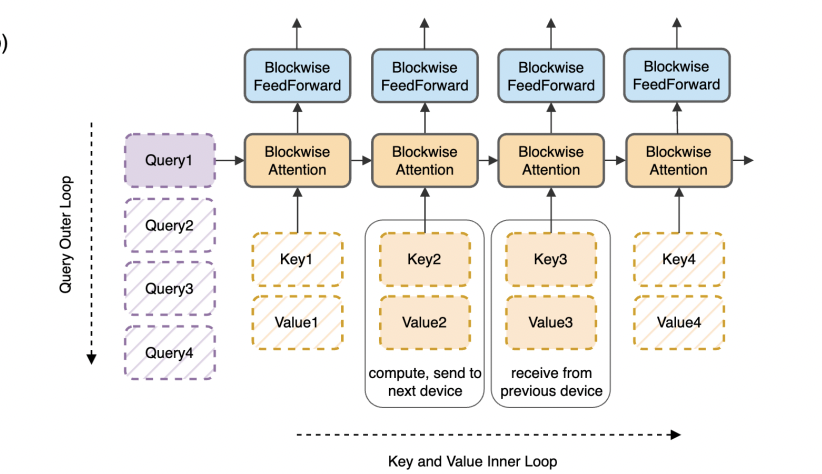 )
Blockwise
FeedForward
Blockwise
FeedForward
Blockwise
FeedForward
Blockwise
FeedForward
Query Outer Loop
Query1
Blockwise
Attention
Blockwise
Attention
Blockwise
Attention
Blockwise
Attention
Query2
Query3
Query4
Key1
Key2
Key3
Key4
Value1
Value2
Value3
Value4
compute, send to
next device
receive from
previous device
Key and Value Inner Loop